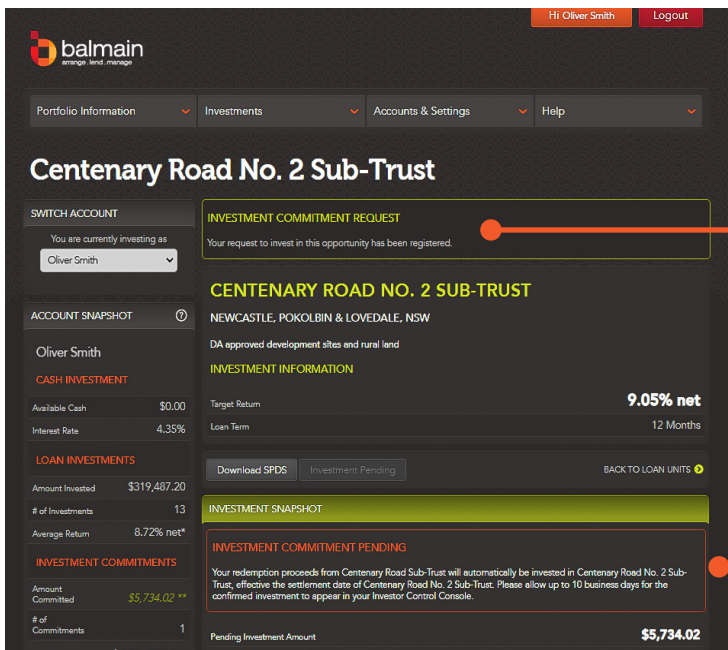 Hi Oliver Smith
Logout
balmain
arrange. lend. manage
Portfolio Information
Investments
Accounts & Settings
Help
Centenary Road No. 2 Sub-Trust
SWITCH ACCOUNT
You are currently investing as
Oliver Smith
ACCOUNT SNAPSHOT
Oliver Smith
CASH INVESTMENT
Available Cash $0.00
Interest Rate 4.35%
LOAN INVESTMENTS
Amount Invested $319,487.20
# of Investments 13
Average Return 8.72% net*
INVESTMENT COMMITMENTS
Amount
Committed $5,734.02 **
# of
Commitments 1
INVESTMENT COMMITMENT REQUEST
Your request to invest in this opportunity has been registered.
CENTENARY ROAD NO. 2 SUB-TRUST
NEWCASTLE, POKOLBIN & LOVEDALE, NSW
DA approved development sites and rural land
INVESTMENT INFORMATION
Target Return 9.05% net
Loan Term 12 Months
Download SPDS
Investment Pending
BACK TO LOAN UNITS
INVESTMENT SNAPSHOT
INVESTMENT COMMITMENT PENDING
Your redemption proceeds from Centenary Road Sub-Trust will automatically be invested in Centenary Road No. 2 Sub-
Trust, effective the settlement date of Centenary Road No. 2 Sub-Trust. Please allow up to 10 business days for the
confirmed investment to appear in your Investor Control Console.
Pending Investment Amount $5,734.02